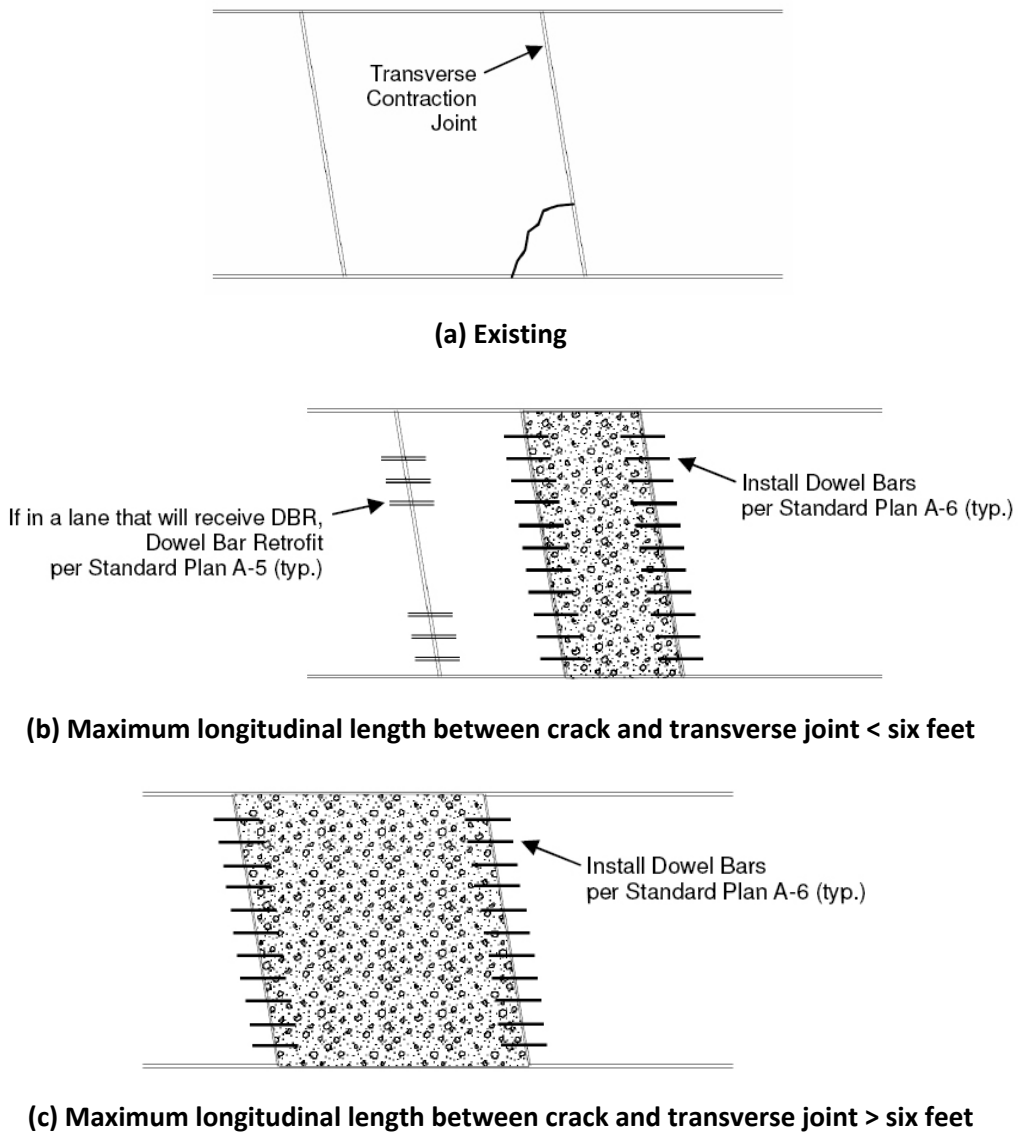 Transverse
Contraction
Joint
(a) Existing
If in a lane that will receive DBR,
Dowel Bar Retrofit
per Standard Plan A-5 (typ.)
Install Dowel Bars
per Standard Plan A-6 (typ.)
(b) Maximum longitudinal length between crack and transverse joint < six feet
Install Dowel Bars
per Standard Plan A-6 (typ.)
(c) Maximum longitudinal length between crack and transverse joint > six feet